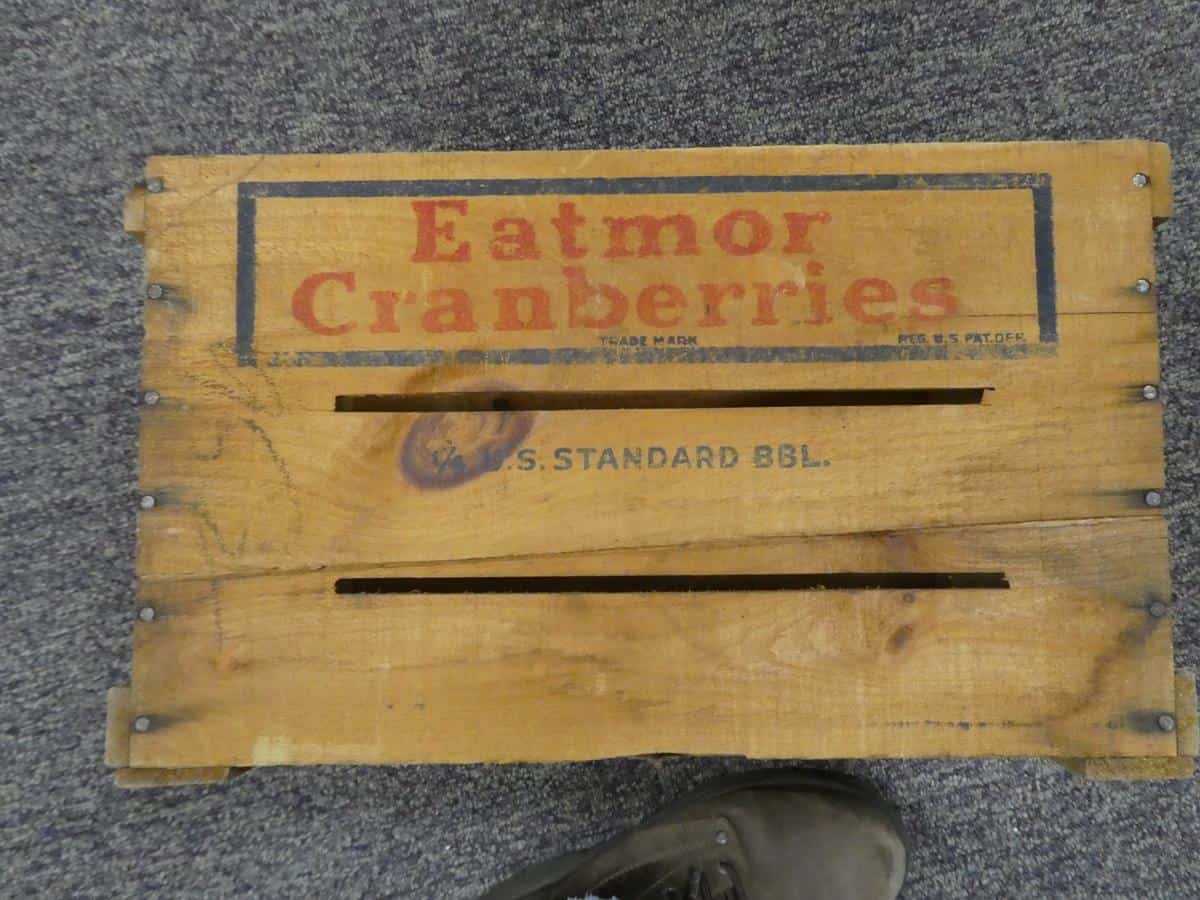 Eatmor
Cranberries
TRADE MARK REG. U.S. PAT. OFF.
U.S. STANDARD BBL.